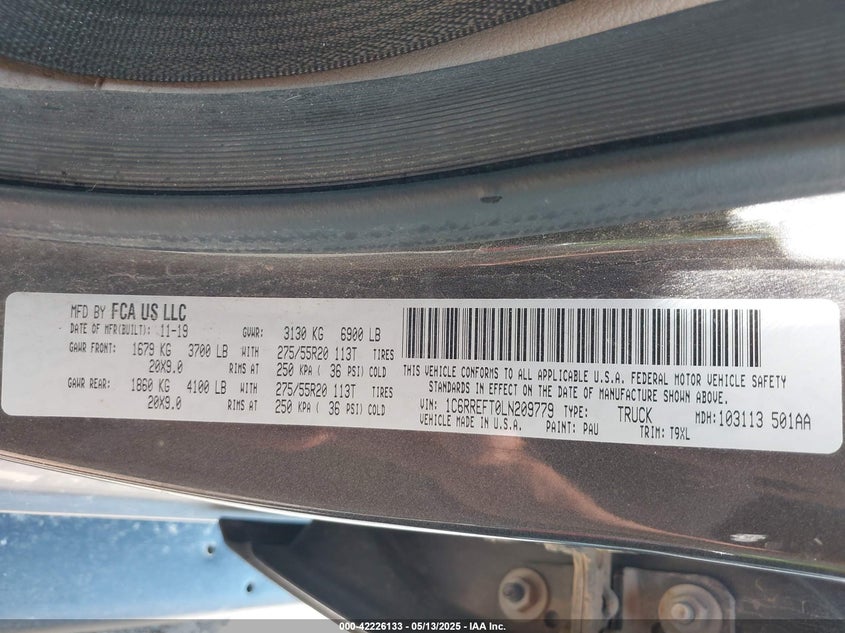 MFD BY FCA US LLC
DATE OF MFR(BUILT): 11-19 GVWR: 3130 KG 6900 LB
GAWR FRONT: 1679 KG 3700 LB WITH 275/55R20 113T TIRES
20X9.0 RIMS AT 250 KPA ( 36 PSI) COLD
GAWR REAR: 1860 KG 4100 LB WITH 275/55R20 113T TIRES
20X9.0 RIMS AT 250 KPA ( 36 PSI) COLD
THIS VEHICLE CONFORMS TO ALL APPLICABLE U.S.A. FEDERAL MOTOR VEHICLE SAFETY
STANDARDS IN EFFECT ON THE DATE OF MANUFACTURE SHOWN ABOVE.
VIN: 1C6RREFT0LN209779 TYPE: TRUCK MDH: 103113 501AA
VEHICLE MADE IN U.S.A. PAINT: PAU TRIM: T9XL
000-42226133 - 05/13/2025 - IAA Inc.